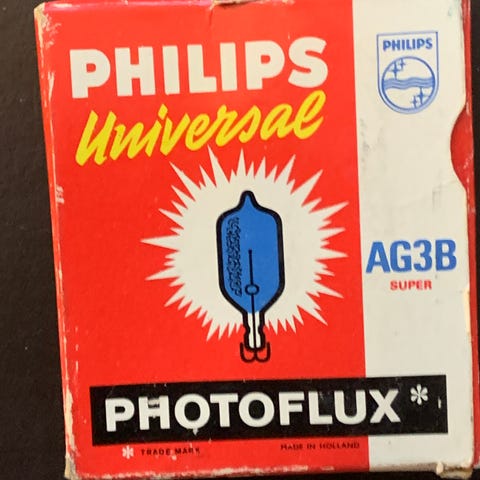 PHILIPS
Universal
PHILIPS
AG3B
SUPER
PHOTOFLUX *
* TRADE MARK
MADE IN HOLLAND